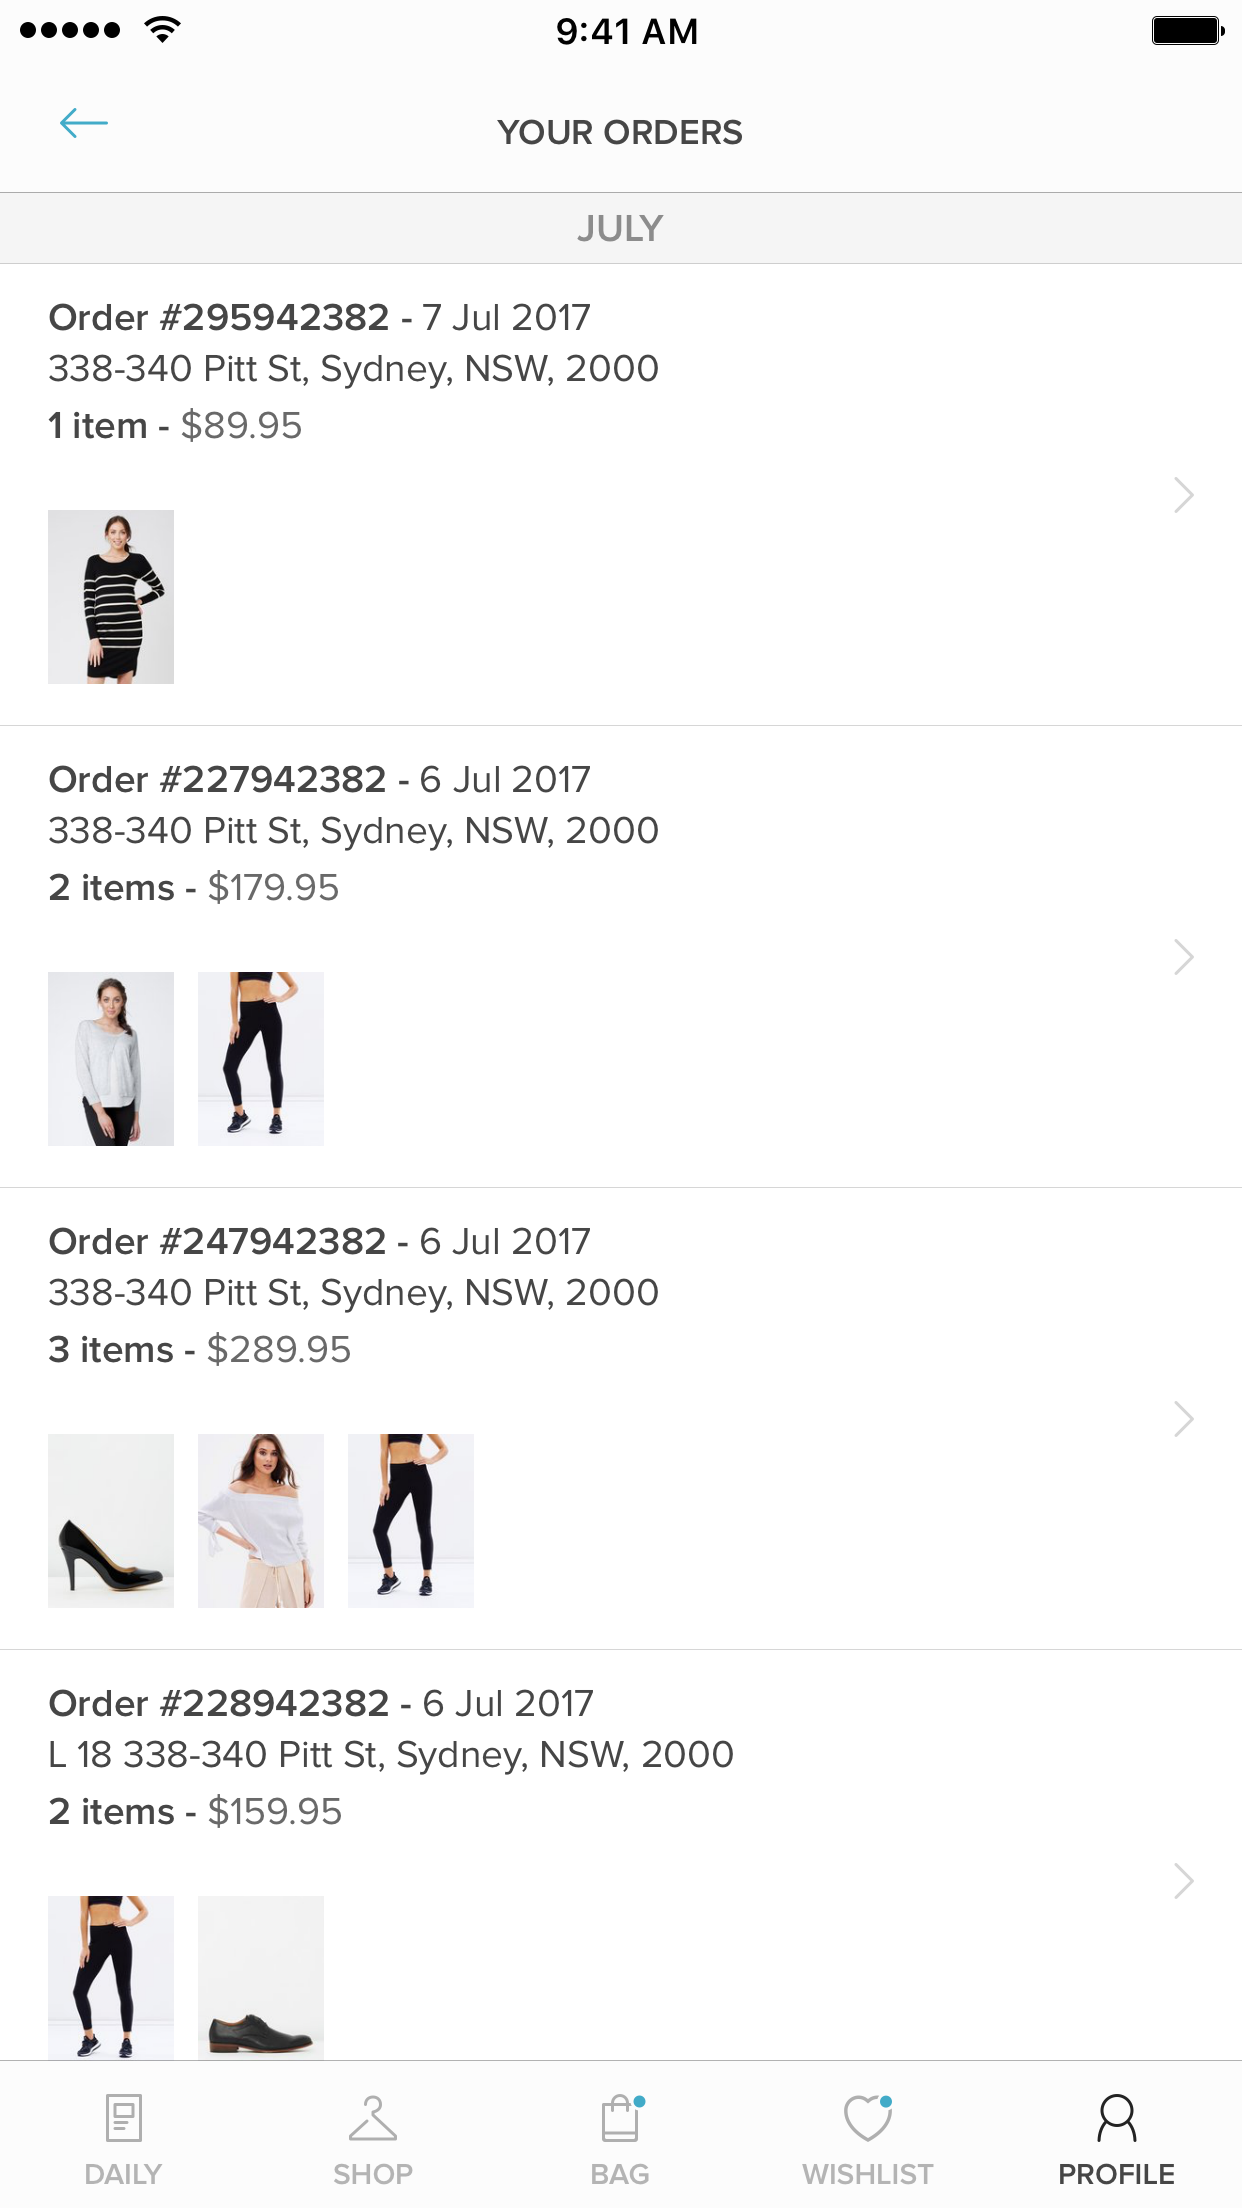 9:41 AM
YOUR ORDERS
JULY
Order #295942382 - 7 Jul 2017
338-340 Pitt St, Sydney, NSW, 2000
1 item - $89.95
Order #227942382 - 6 Jul 2017
338-340 Pitt St, Sydney, NSW, 2000
2 items - $179.95
Order #247942382 - 6 Jul 2017
338-340 Pitt St, Sydney, NSW, 2000
3 items - $289.95
Order #228942382 - 6 Jul 2017
L 18 338-340 Pitt St, Sydney, NSW, 2000
2 items - $159.95
DAILY SHOP BAG WISHLIST PROFILE